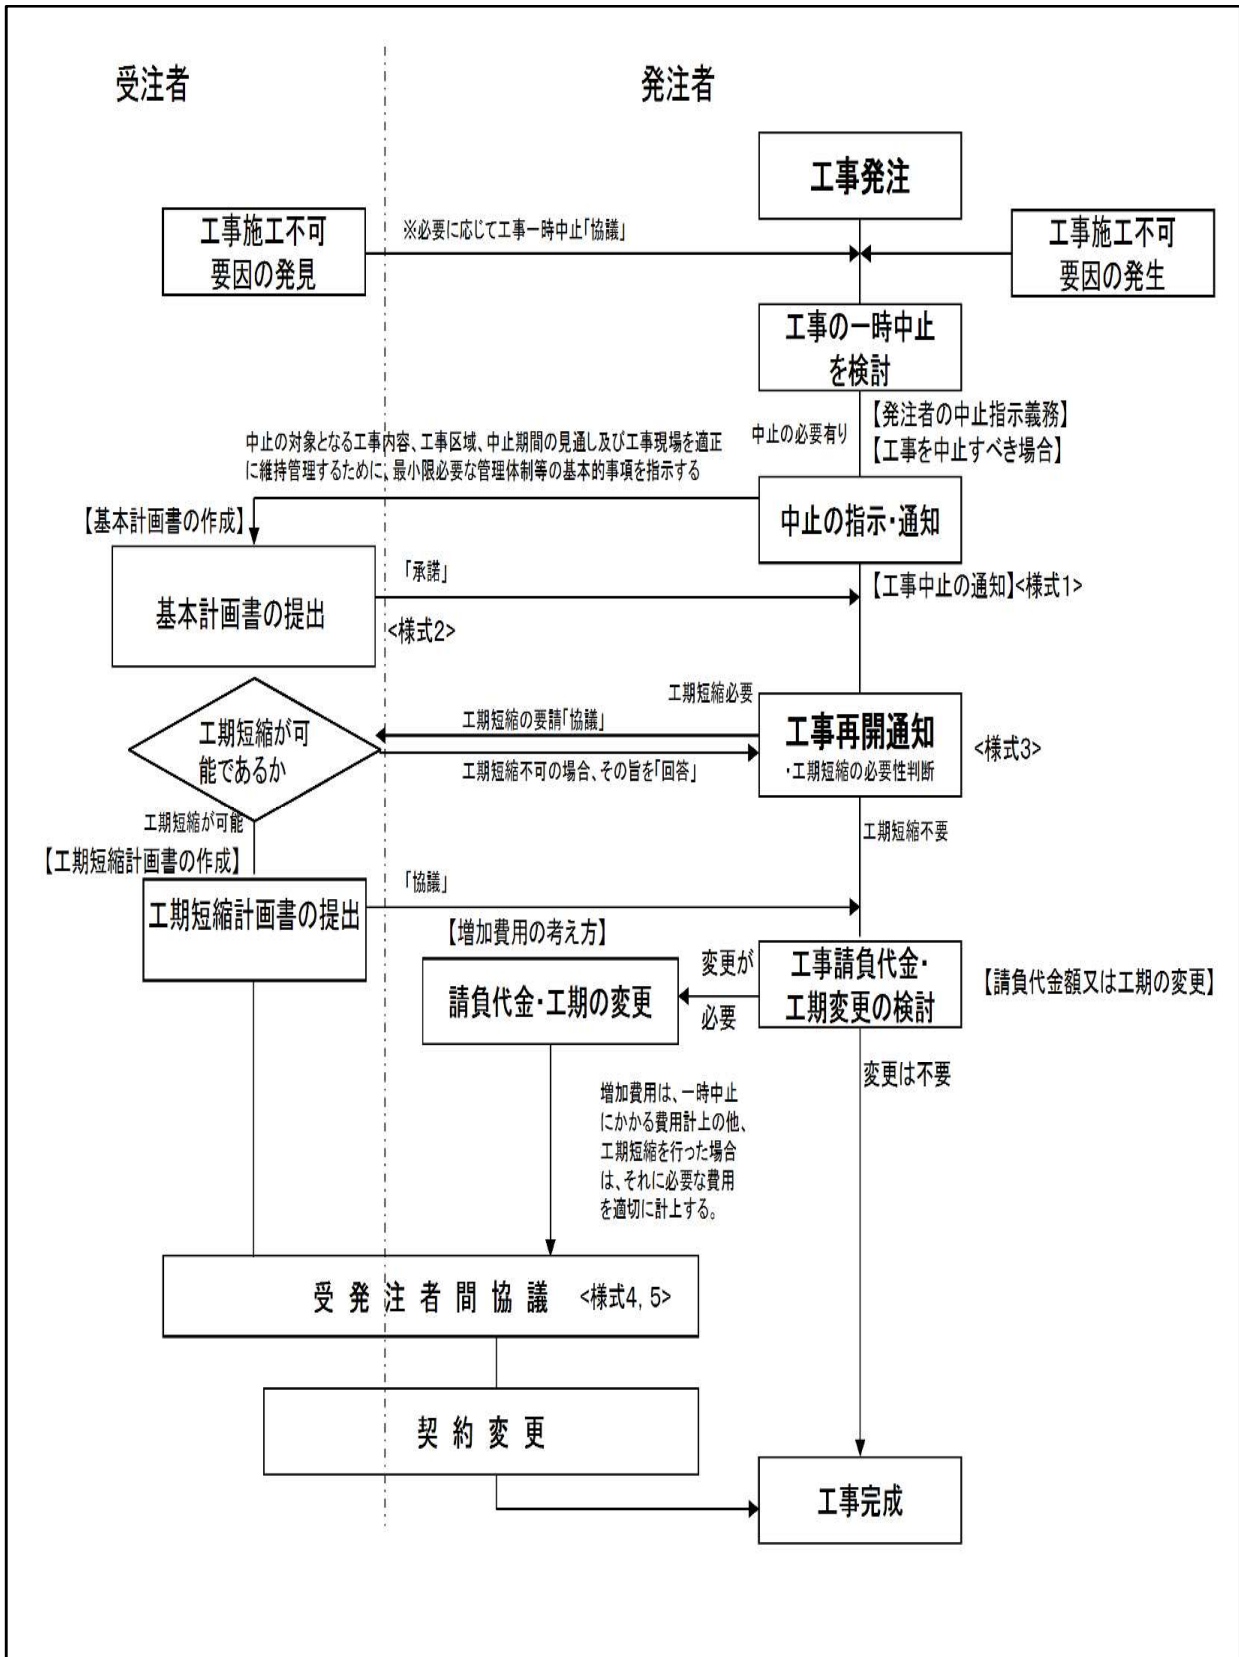 受注者
発注者
工事発注
工事施工不可
要因の発見
※必要に応じて工事一時中止「協議」
工事施工不可
要因の発生
工事の一時中止
を検討
中止の必要有り
【発注者の中止指示義務】
【工事を中止すべき場合】
中止の対象となる工事内容、工事区域、中止期間の見通し及び工事現場を適正
に維持管理するために、最小限必要な管理体制等の基本的事項を指示する
中止の指示・通知
【基本計画書の作成】
「承諾」
【工事中止の通知】<様式1>
基本計画書の提出
<様式2>
工期短縮必要
工期短縮の要請「協議」
工事再開通知
・工期短縮の必要性判断
<様式3>
工期短縮が可
能であるか
工期短縮不可の場合、その旨を「回答」
工期短縮が可能
工期短縮不要
【工期短縮計画書の作成】
「協議」
工期短縮計画書の提出
【増加費用の考え方】
変更が
必要
工事請負代金・
工期変更の検討
【請負代金額又は工期の変更】
請負代金・工期の変更
変更は不要
増加費用は、一時中止
にかかる費用計上の他、
工期短縮を行った場合
は、それに必要な費用
を適切に計上する。
受発注者間協議 <様式4, 5>
契約変更
工事完成